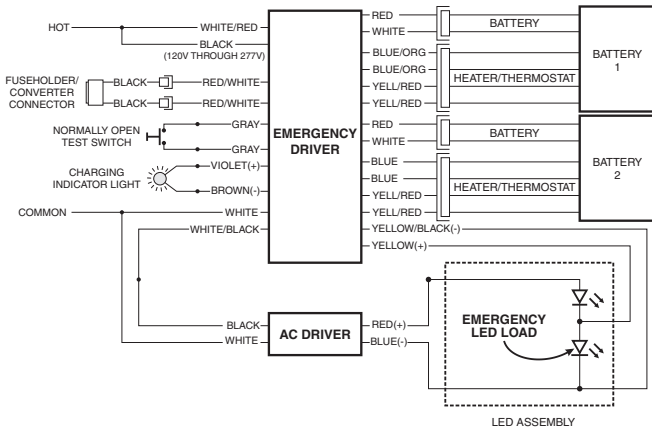 HOT
WHITE/RED
BLACK
(120V THROUGH 277V)
FUSEHOLDER/
CONVERTER
CONNECTOR
BLACK
RED/WHITE
BLACK
RED/WHITE
NORMALLY OPEN
TEST SWITCH
GRAY
GRAY
CHARGING
INDICATOR LIGHT
VIOLET(+)
BROWN(-)
COMMON
WHITE
WHITE/BLACK
EMERGENCY
DRIVER
RED
WHITE
BATTERY
BLUE/ORG
BLUE/ORG
HEATER/THERMOSTAT
YELL/RED
YELL/RED
BATTERY
1
RED
WHITE
BATTERY
BLUE
BLUE
HEATER/THERMOSTAT
YELL/RED
YELL/RED
BATTERY
2
YELLOW/BLACK(-)
YELLOW(+)
BLACK
WHITE
AC DRIVER
RED(+)
BLUE(-)
EMERGENCY
LED LOAD
LED ASSEMBLY